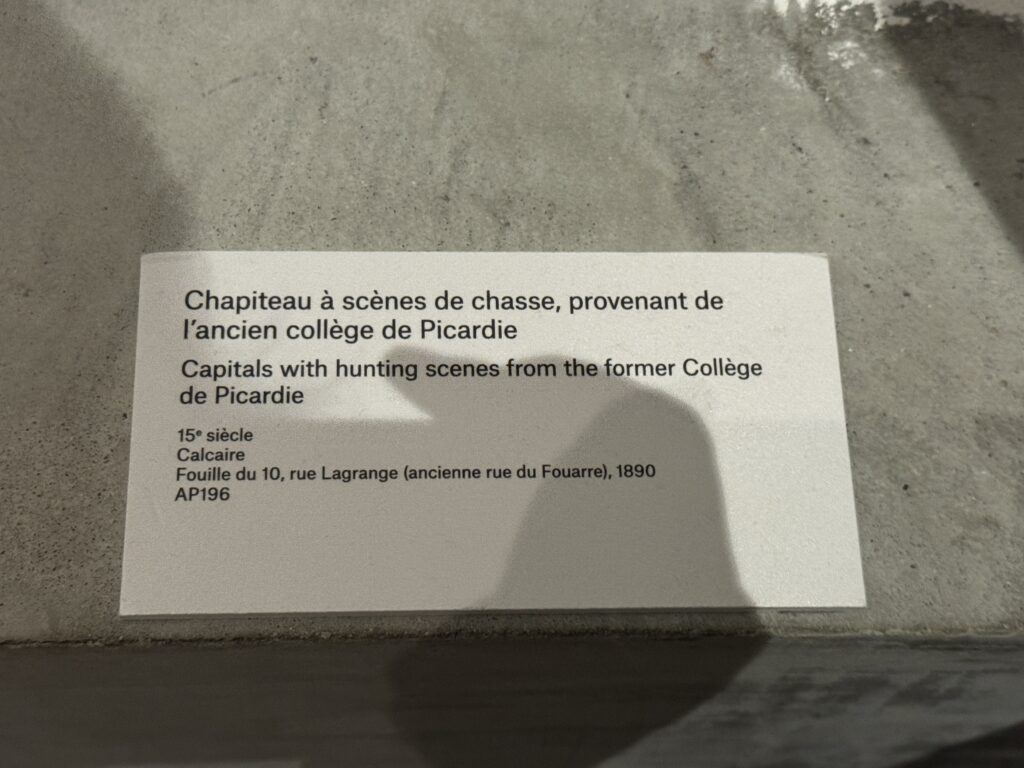 Chapiteau à scènes de chasse, provenant de
l'ancien collège de Picardie
Capitals with hunting scenes from the former Collège
de Picardie
15e siècle
Calcaire
Fouille du 10, rue Lagrange (ancienne rue du Fouarre), 1890
AP196